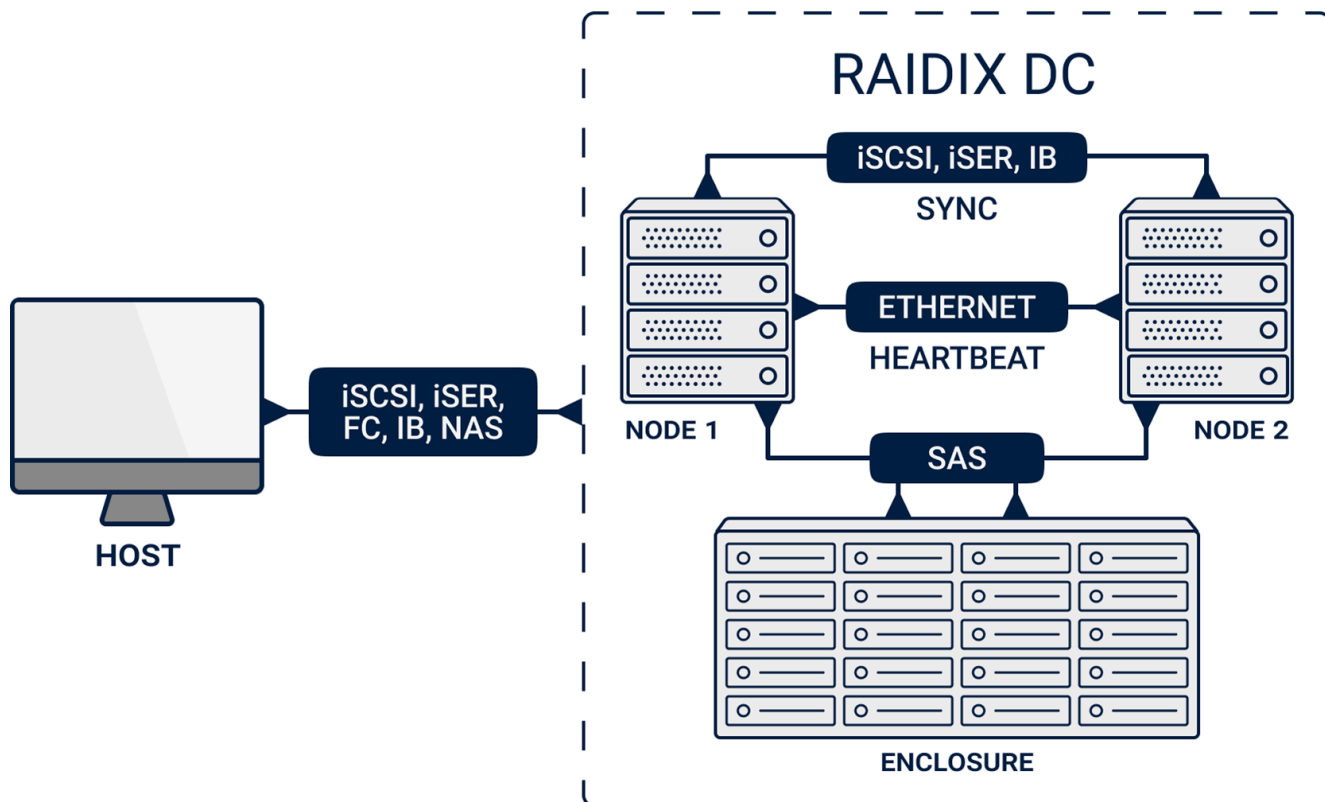 RAIDIX DC
iSCSI, iSER, IB
SYNC
ETHERNET
HEARTBEAT
iSCSI, iSER,
FC, IB, NAS
NODE 1
NODE 2
SAS
HOST
ENCLOSURE